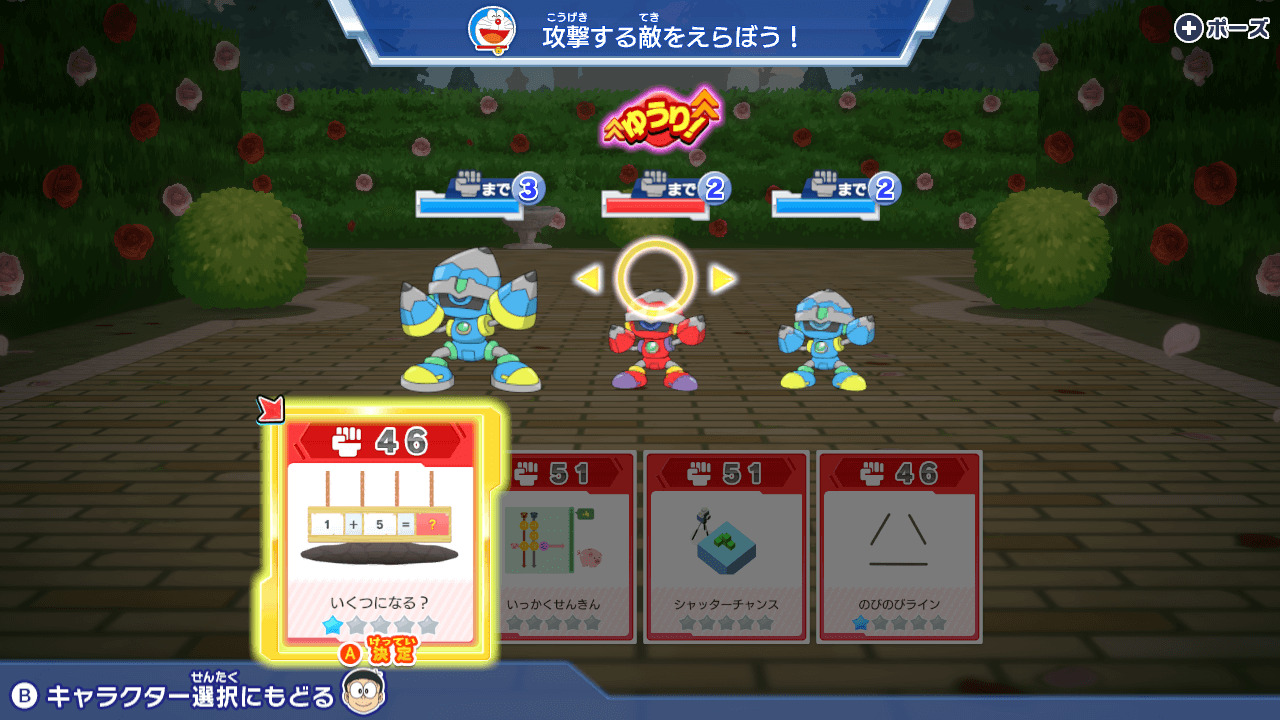 こうげき てき
攻撃する敵をえらぼう！
ポーズ
ゆうり！
まで 3
まで 2
まで 2
46
1 + 5 = ?
いくつになる？
51
いっかくせんきん
51
シャッターチャンス
46
のびのびライン
けってい
A 決定
せんたく
B キャラクター選択にもどる